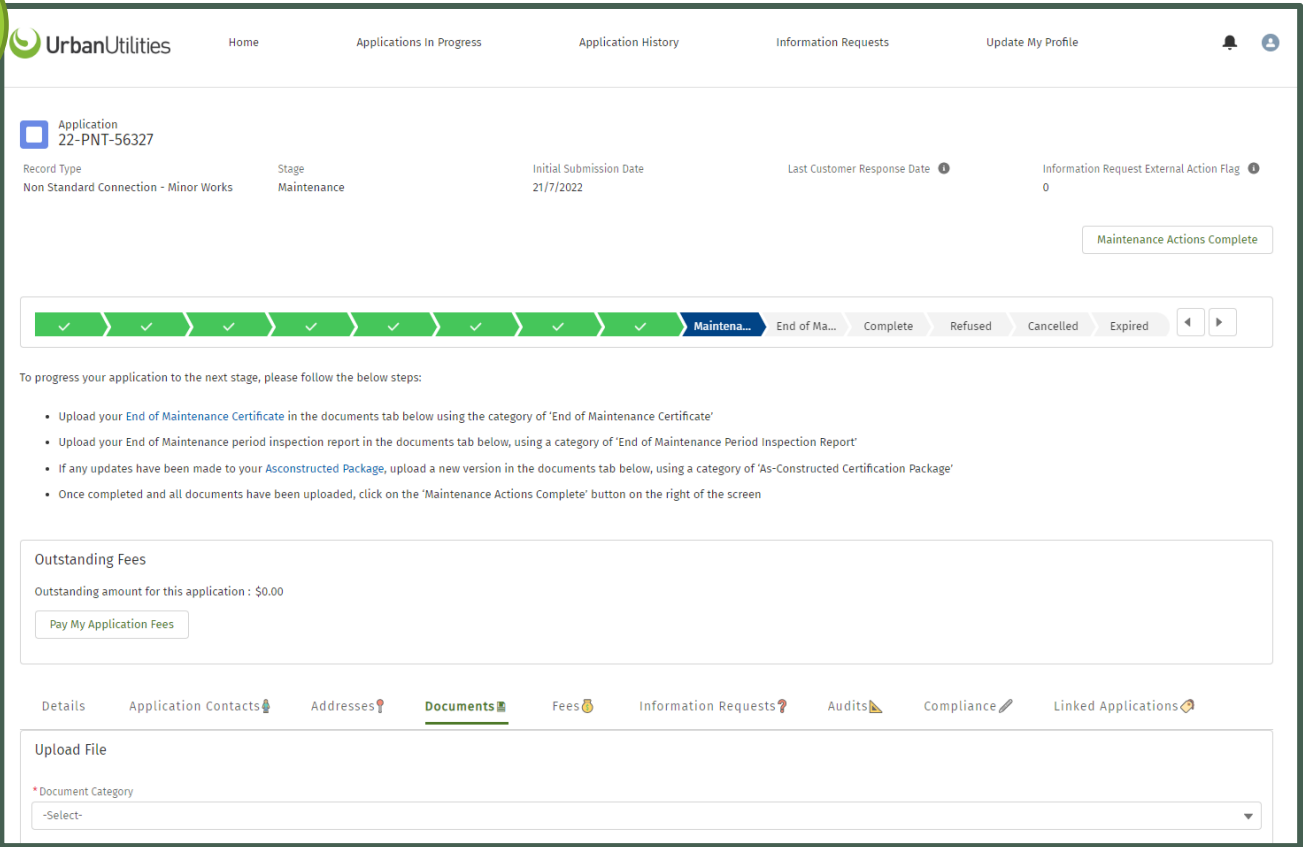 UrbanUtilities
Home Applications In Progress Application History Information Requests Update My Profile
Application
22-PNT-56327
Record Type Stage Initial Submission Date Last Customer Response Date Information Request External Action Flag
Non Standard Connection - Minor Works Maintenance 21/7/2022 0
Maintenance Actions Complete
Maintena... End of Ma... Complete Refused Cancelled Expired
To progress your application to the next stage, please follow the below steps:
• Upload your End of Maintenance Certificate in the documents tab below using the category of ‘End of Maintenance Certificate’
• Upload your End of Maintenance period inspection report in the documents tab below, using a category of ‘End of Maintenance Period Inspection Report’
• If any updates have been made to your Asconstructed Package, upload a new version in the documents tab below, using a category of ‘As-Constructed Certification Package’
• Once completed and all documents have been uploaded, click on the ‘Maintenance Actions Complete’ button on the right of the screen
Outstanding Fees
Outstanding amount for this application : $0.00
Pay My Application Fees
Details Application Contacts Addresses Documents Fees Information Requests Audits Compliance Linked Applications
Upload File
*Document Category
-Select-